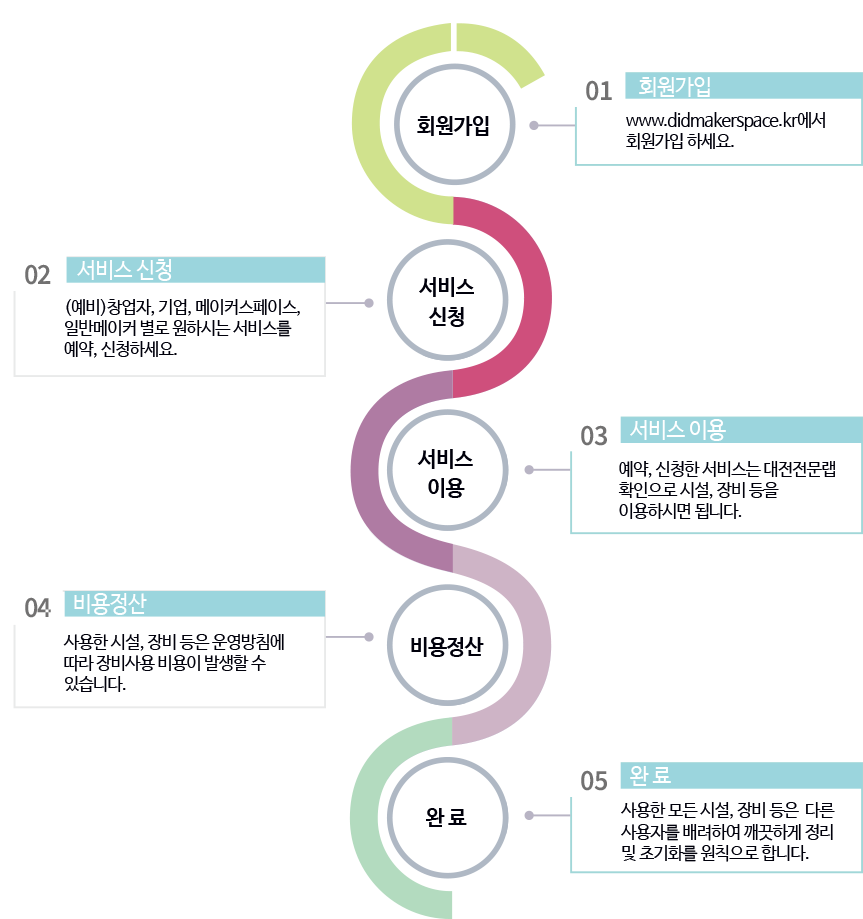 회원가입
01
회원가입
www.didmakerspace.kr에서
회원가입 하세요.
02
서비스 신청
(예비)창업자, 기업, 메이커스페이스,
일반메이커 별로 원하시는 서비스를
예약, 신청하세요.
서비스
신청
서비스
이용
03
서비스 이용
예약, 신청한 서비스는 대전전문랩
확인으로 시설, 장비 등을
이용하시면 됩니다.
04
비용정산
사용한 시설, 장비 등은 운영방침에
따라 장비사용 비용이 발생할 수
있습니다.
비용정산
완 료
05
완 료
사용한 모든 시설, 장비 등은 다른
사용자를 배려하여 깨끗하게 정리
및 초기화를 원칙으로 합니다.